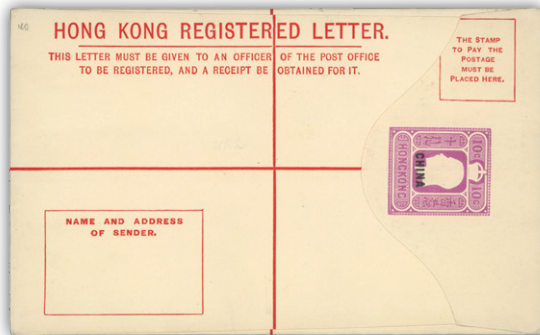 HONG KONG REGISTERED LETTER.
THIS LETTER MUST BE GIVEN TO AN OFFICER OF THE POST OFFICE
TO BE REGISTERED, AND A RECEIPT BE OBTAINED FOR IT.
THE STAMP
TO PAY THE
POSTAGE
MUST BE
PLACED HERE.
10C
HONGKONG
10C
CHINA
NAME AND ADDRESS
OF SENDER.